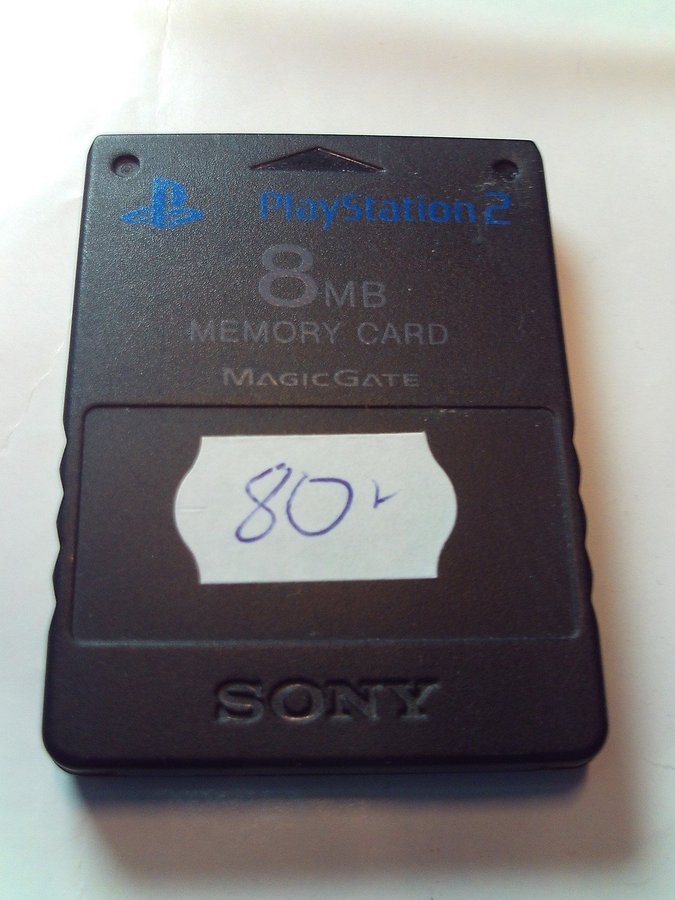 PlayStation 2
8MB
MEMORY CARD
MAGICGATE
80-
SONY